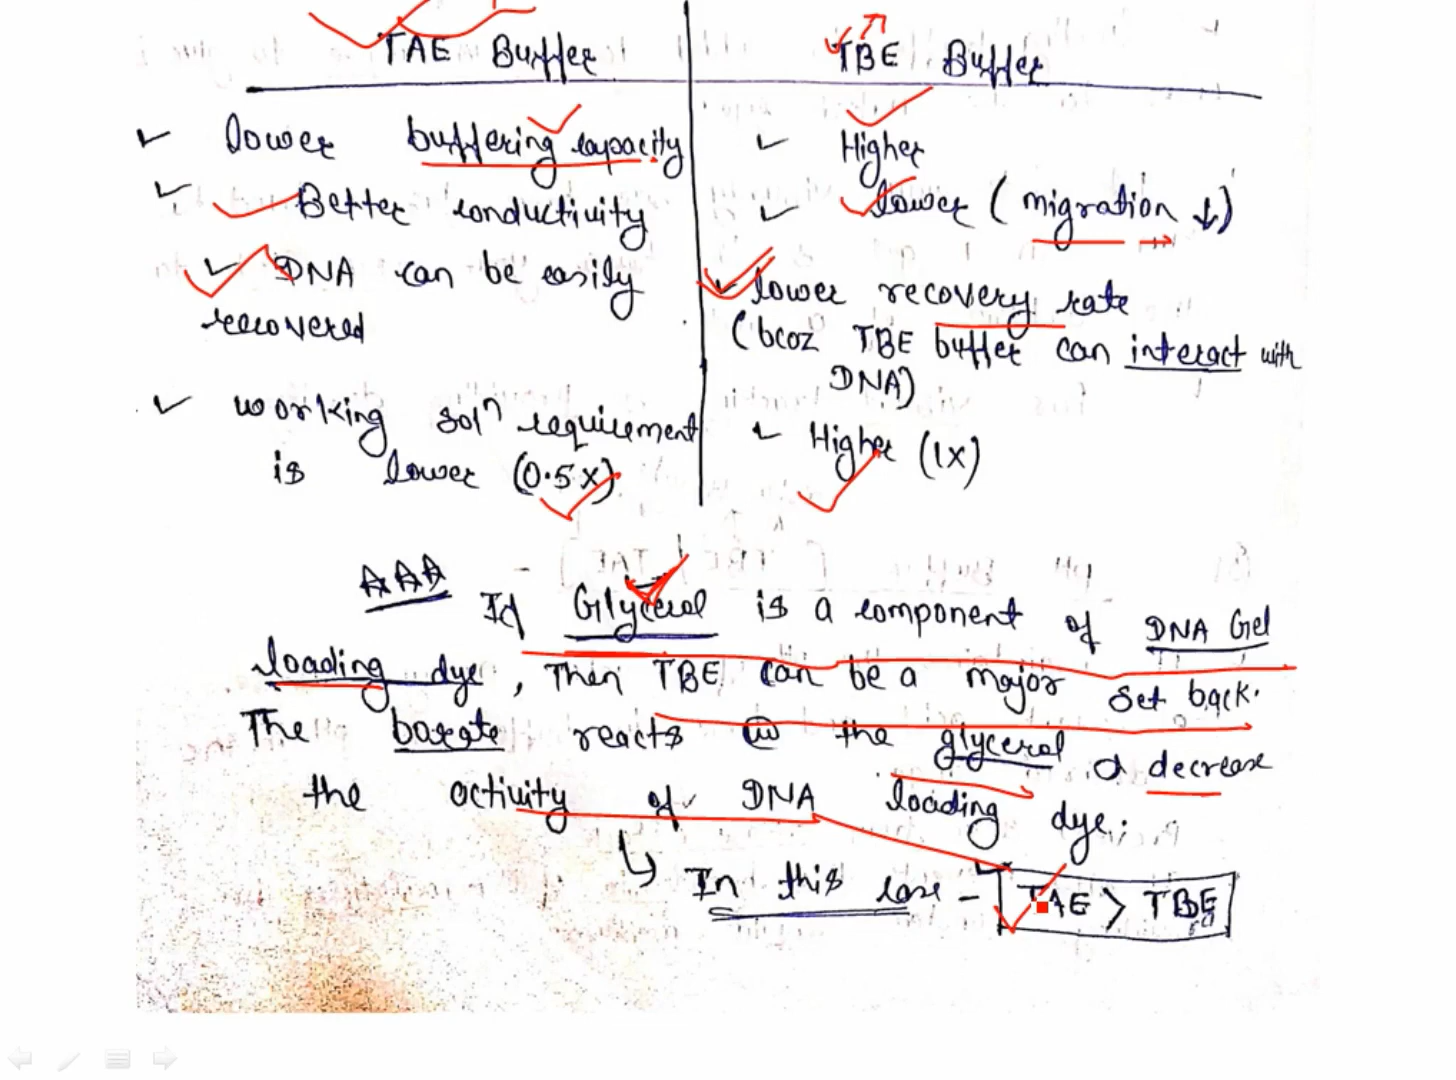 TAE Buffer
TBE Buffer
lower buffering capacity
Higher
Better conductivity
lower ( migration ↓)
DNA can be easily
recovered
lower recovery rate
(bcoz TBE buffer can interact with
DNA)
working solⁿ requirement
is lower (0.5x)
Higher (1x)
If Glycerol is a component of DNA Gel
loading dye, Then TBE can be a major set back.
The borate reacts the glycerol & decrease
the activity of DNA loading dye.
↳ In this case - TAE > TBE